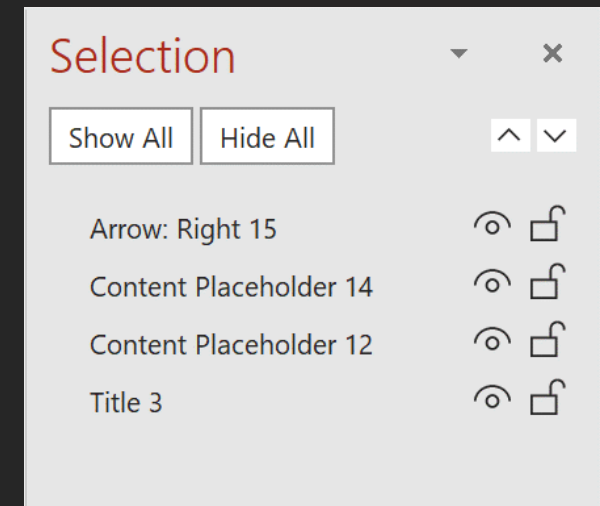 Selection
Show All Hide All
Arrow: Right 15
Content Placeholder 14
Content Placeholder 12
Title 3